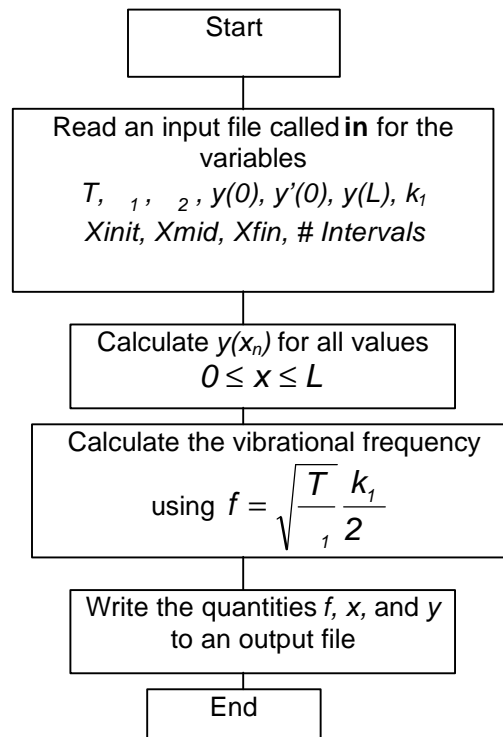 Start
Read an input file called in for the
variables
T, ₁ , ₂ , y(0), y'(0), y(L), k₁
Xinit, Xmid, Xfin, # Intervals
Calculate y(xₙ) for all values
0 ≤ x ≤ L
Calculate the vibrational frequency
using f = √(T/₁) k₁/2
Write the quantities f, x, and y
to an output file
End